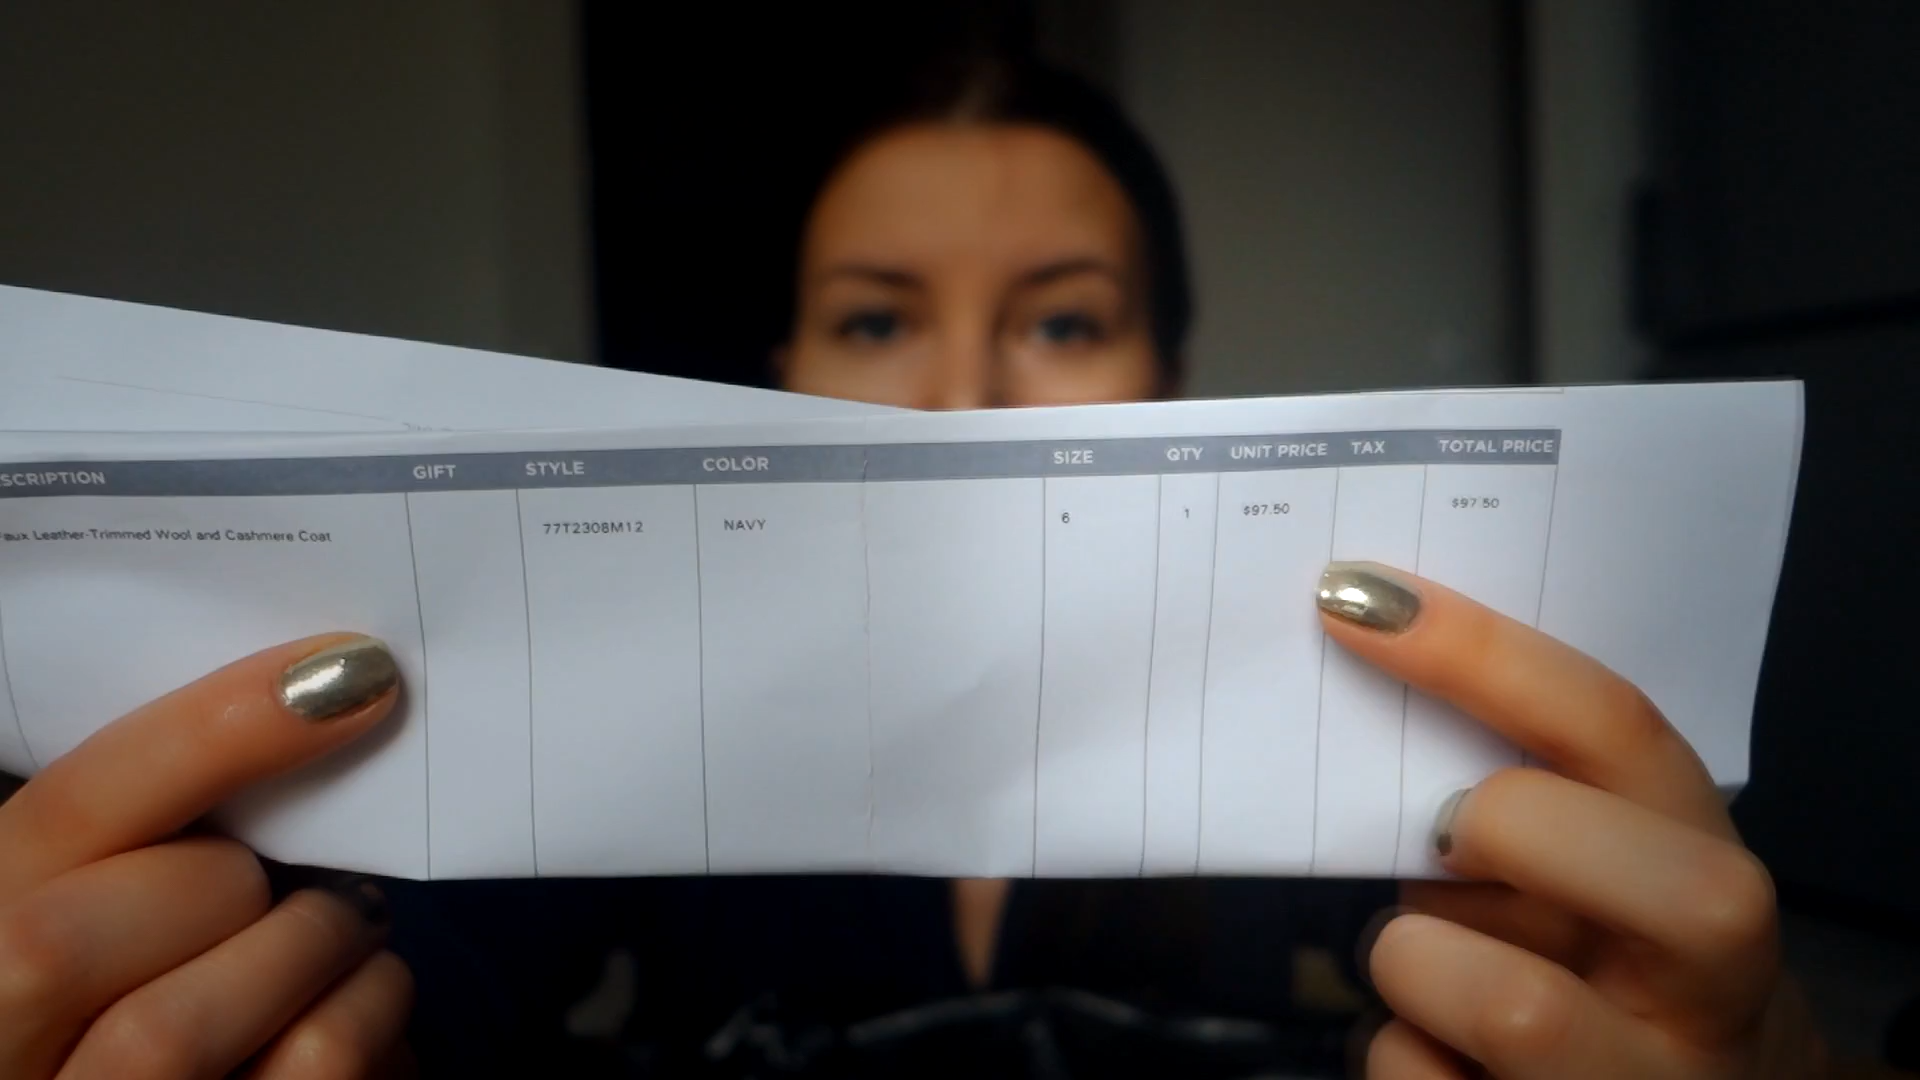 SCRIPTION GIFT STYLE COLOR SIZE QTY UNIT PRICE TAX TOTAL PRICE
Faux Leather-Trimmed Wool and Cashmere Coat 77T2308M12 NAVY 6 1 $97.50 $97.50